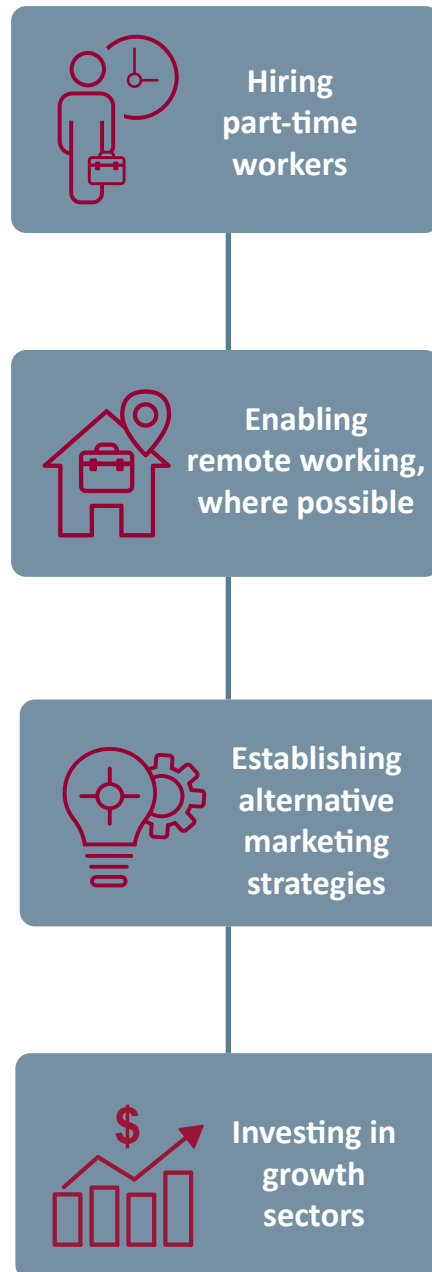 Hiring
part-time
workers
Enabling
remote working,
where possible
Establishing
alternative
marketing
strategies
$
Investing in
growth
sectors